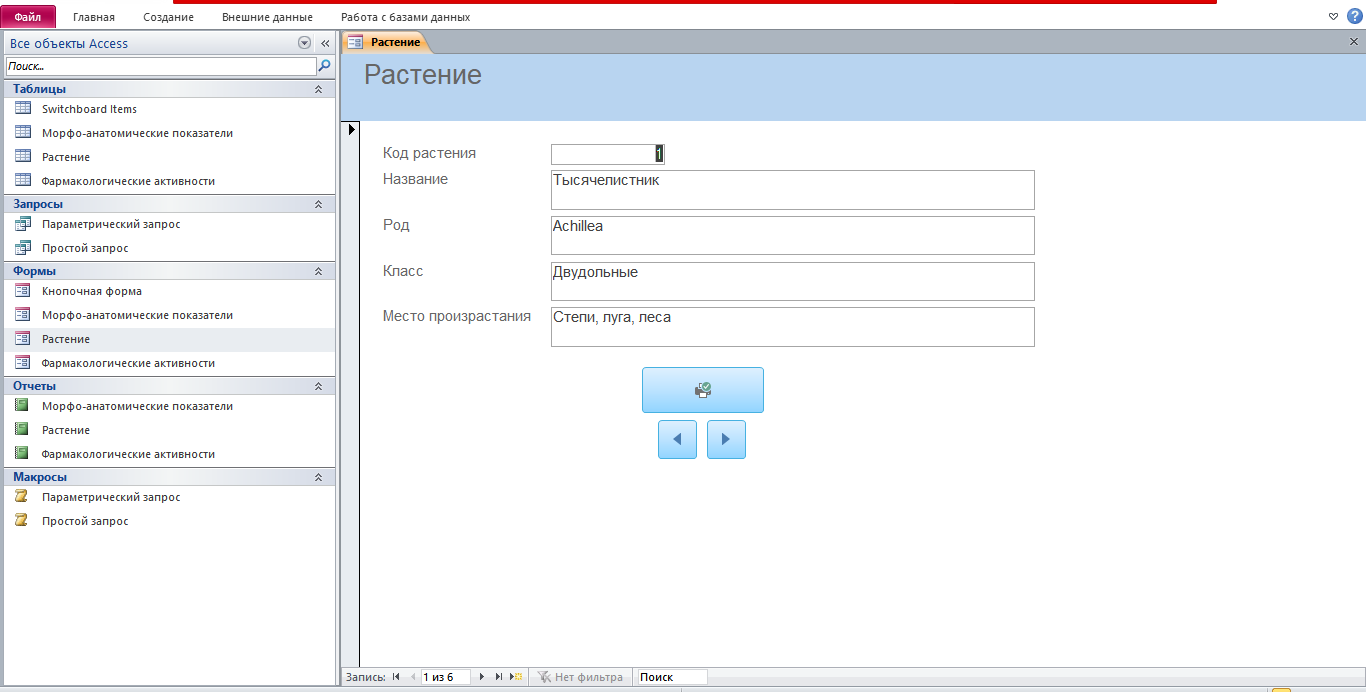 Файл Главная Создание Внешние данные Работа с базами данных
Все объекты Access
Поиск...
Таблицы
Switchboard Items
Морфо-анатомические показатели
Растение
Фармакологические активности
Запросы
Параметрический запрос
Простой запрос
Формы
Кнопочная форма
Морфо-анатомические показатели
Растение
Фармакологические активности
Отчеты
Морфо-анатомические показатели
Растение
Фармакологические активности
Макросы
Параметрический запрос
Простой запрос
Растение
Растение
Код растения 1
Название Тысячелистник
Род Achillea
Класс Двудольные
Место произрастания Степи, луга, леса
Запись: 1 из 6 Нет фильтра Поиск